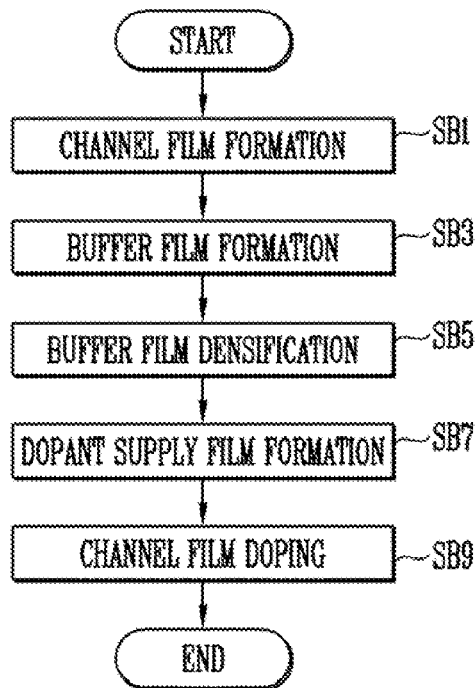 START
CHANNEL FILM FORMATION
SB1
BUFFER FILM FORMATION
SB3
BUFFER FILM DENSIFICATION
SB5
DOPANT SUPPLY FILM FORMATION
SB7
CHANNEL FILM DOPING
SB9
END